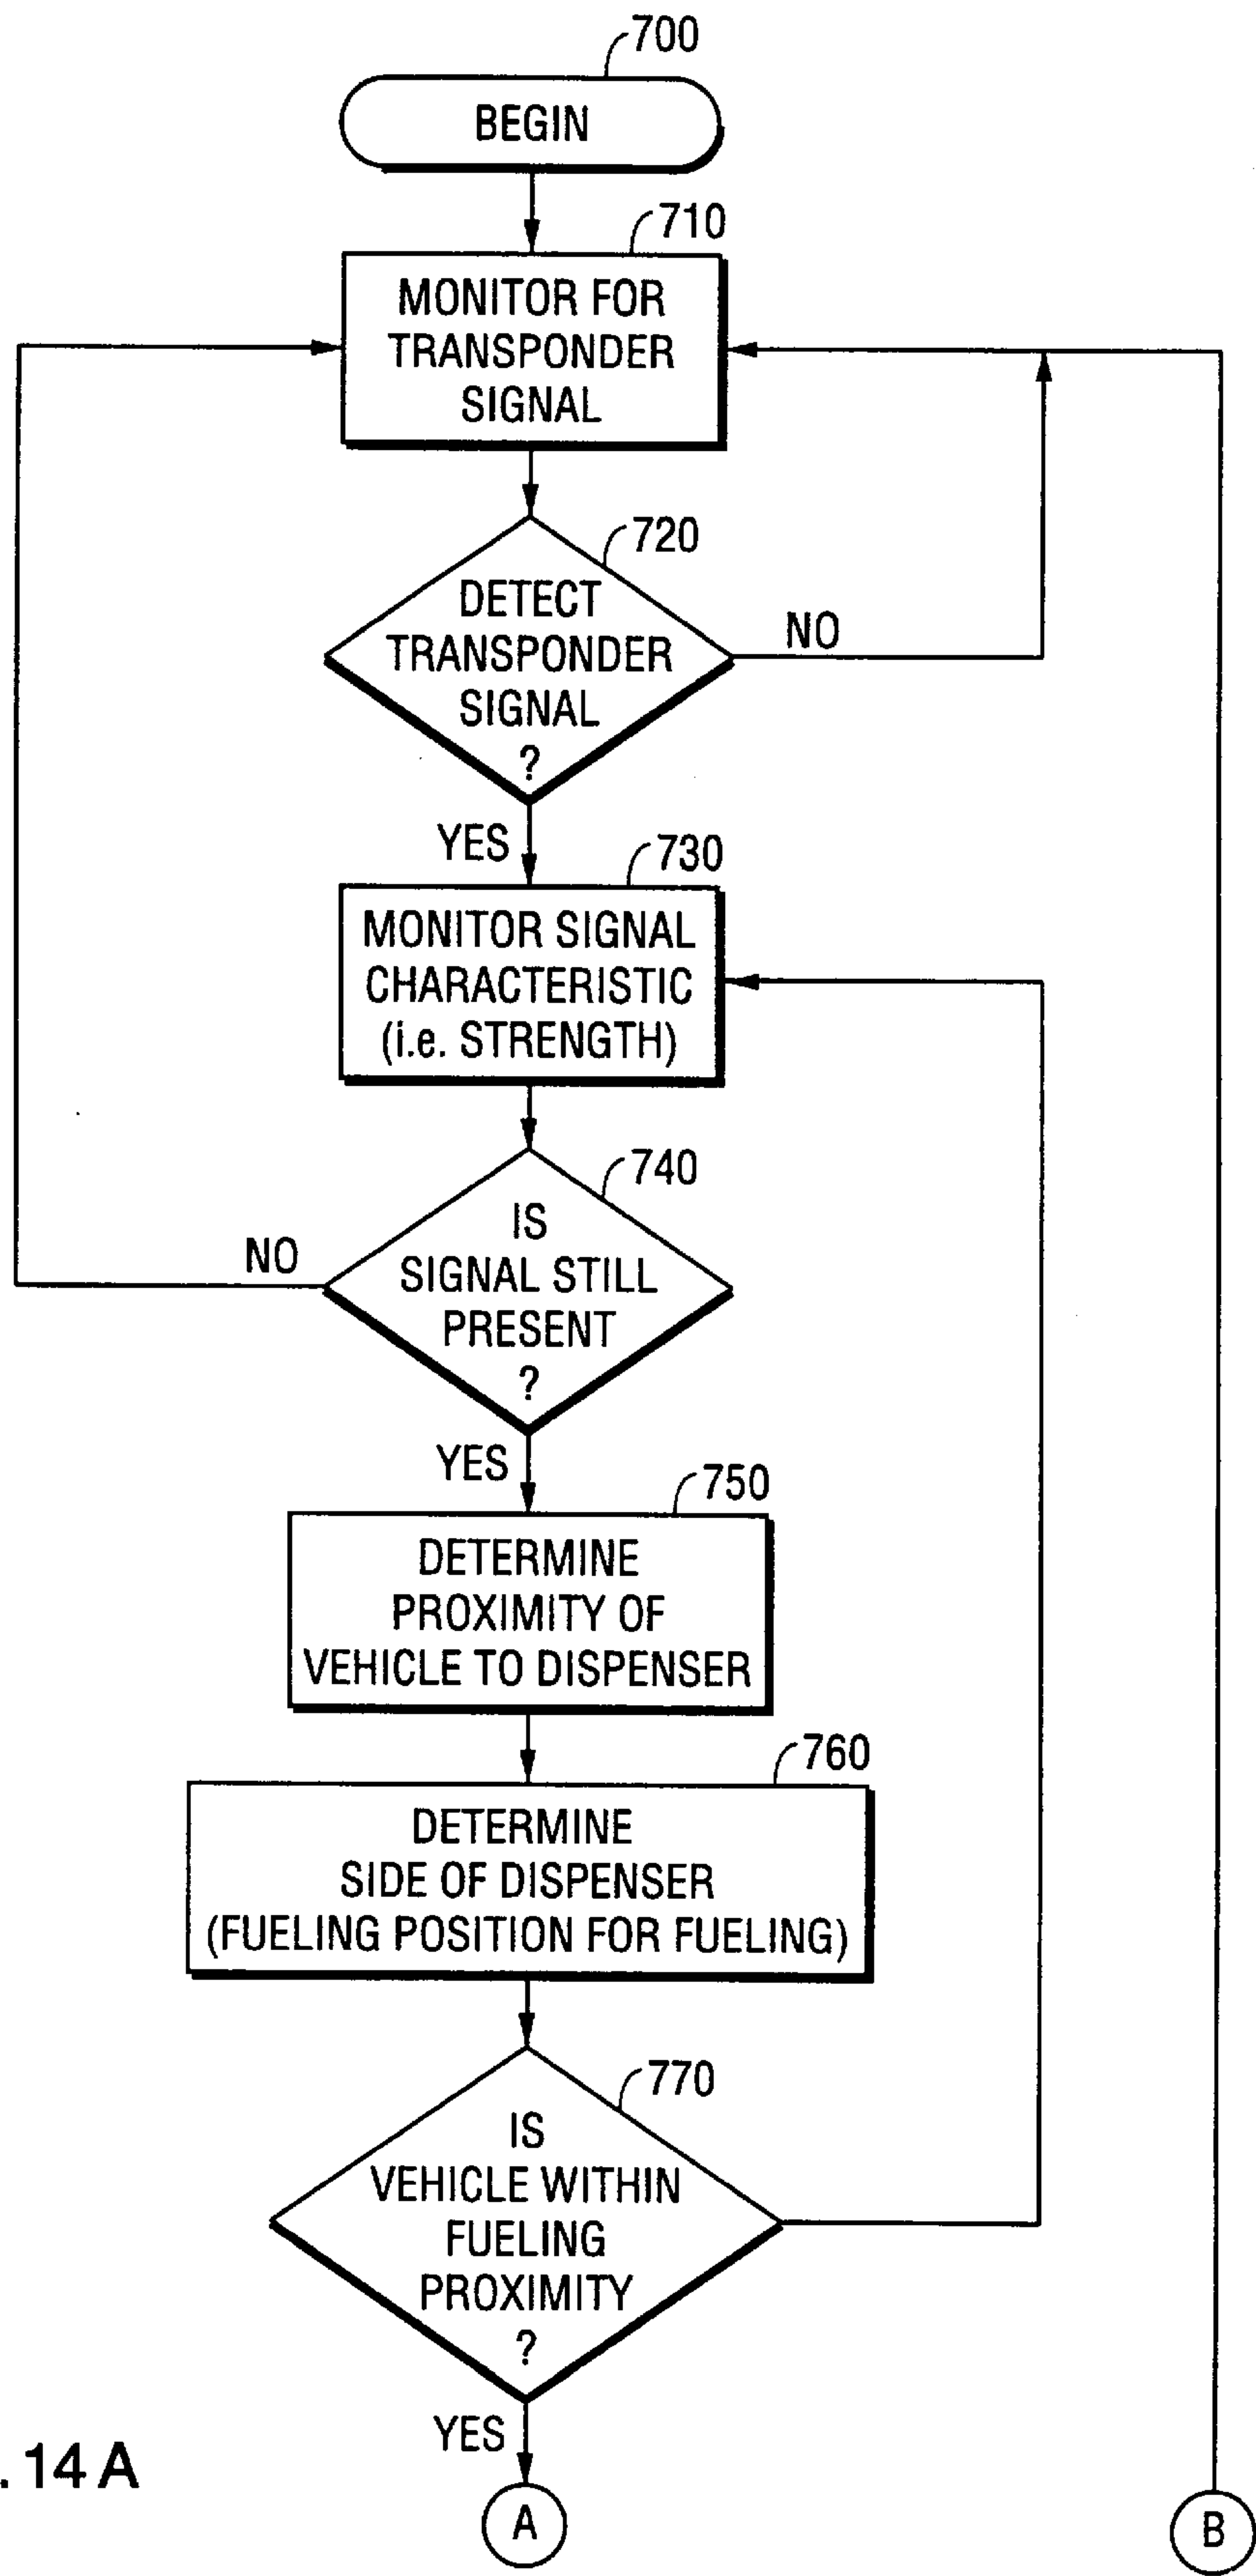 700
BEGIN
710
MONITOR FOR
TRANSPONDER
SIGNAL
720
DETECT
TRANSPONDER
SIGNAL
?
NO
YES
730
MONITOR SIGNAL
CHARACTERISTIC
(i.e. STRENGTH)
740
IS
SIGNAL STILL
PRESENT
?
NO
YES
750
DETERMINE
PROXIMITY OF
VEHICLE TO DISPENSER
760
DETERMINE
SIDE OF DISPENSER
(FUELING POSITION FOR FUELING)
770
IS
VEHICLE WITHIN
FUELING
PROXIMITY
?
YES
. 14 A
A
B